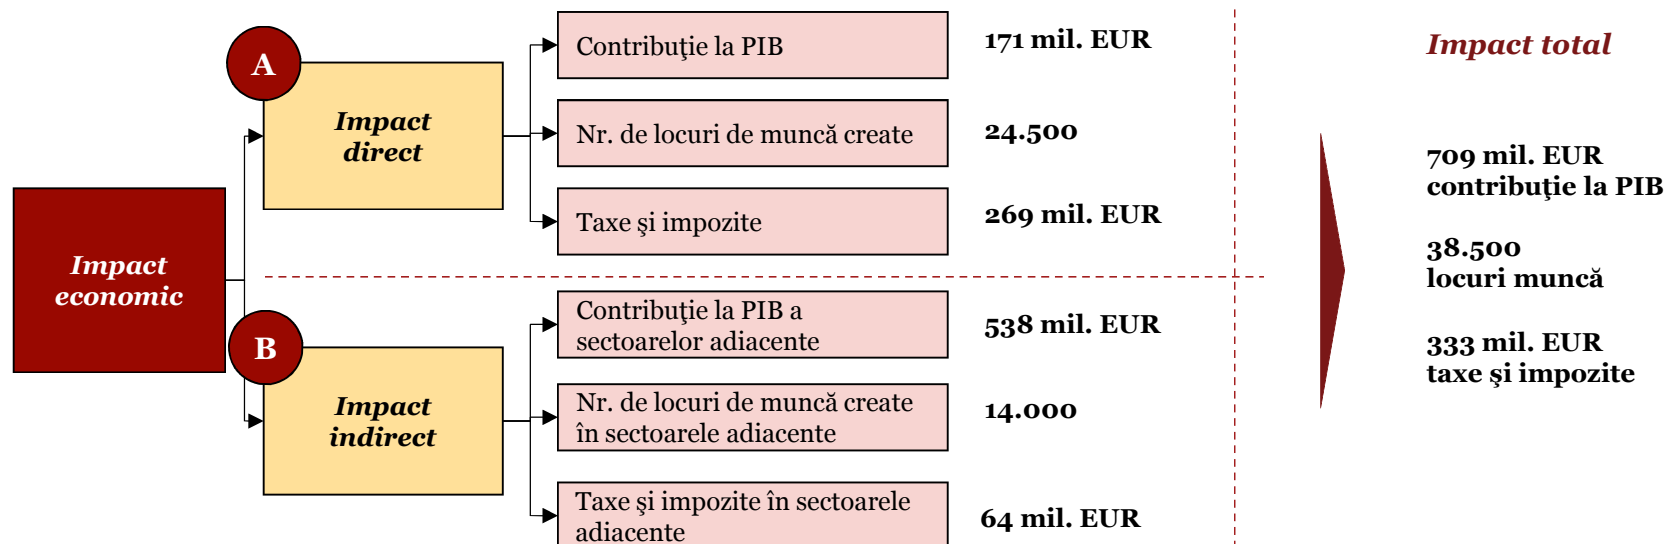 A
Impact
direct
Contribuţie la PIB
171 mil. EUR
Nr. de locuri de muncă create
24.500
Taxe şi impozite
269 mil. EUR
Impact
economic
B
Impact
indirect
Contribuţie la PIB a
sectoarelor adiacente
538 mil. EUR
Nr. de locuri de muncă create
în sectoarele adiacente
14.000
Taxe şi impozite în sectoarele
adiacente
64 mil. EUR
Impact total
709 mil. EUR
contribuţie la PIB
38.500
locuri muncă
333 mil. EUR
taxe şi impozite